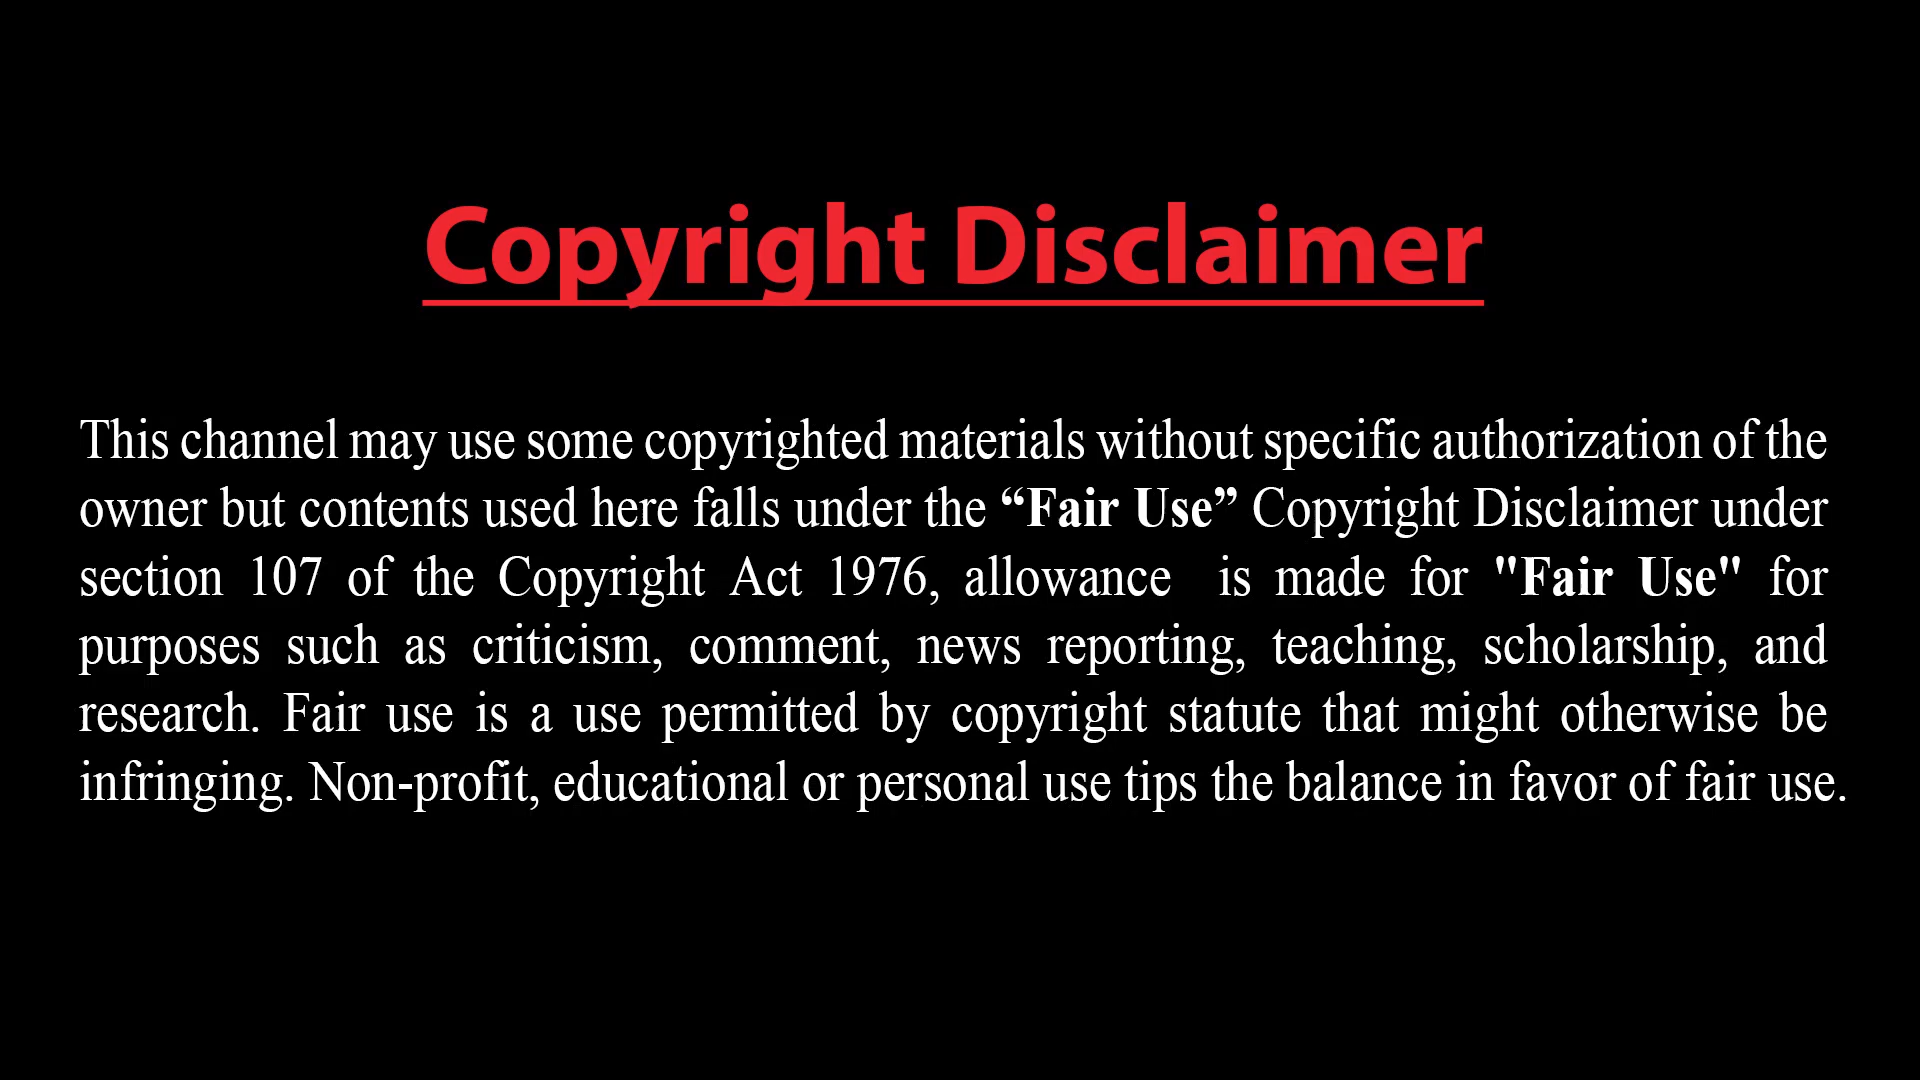 Copyright Disclaimer
This channel may use some copyrighted materials without specific authorization of the
owner but contents used here falls under the “Fair Use” Copyright Disclaimer under
section 107 of the Copyright Act 1976, allowance  is made for "Fair Use" for
purposes such as criticism, comment, news reporting, teaching, scholarship, and
research. Fair use is a use permitted by copyright statute that might otherwise be
infringing. Non-profit, educational or personal use tips the balance in favor of fair use.